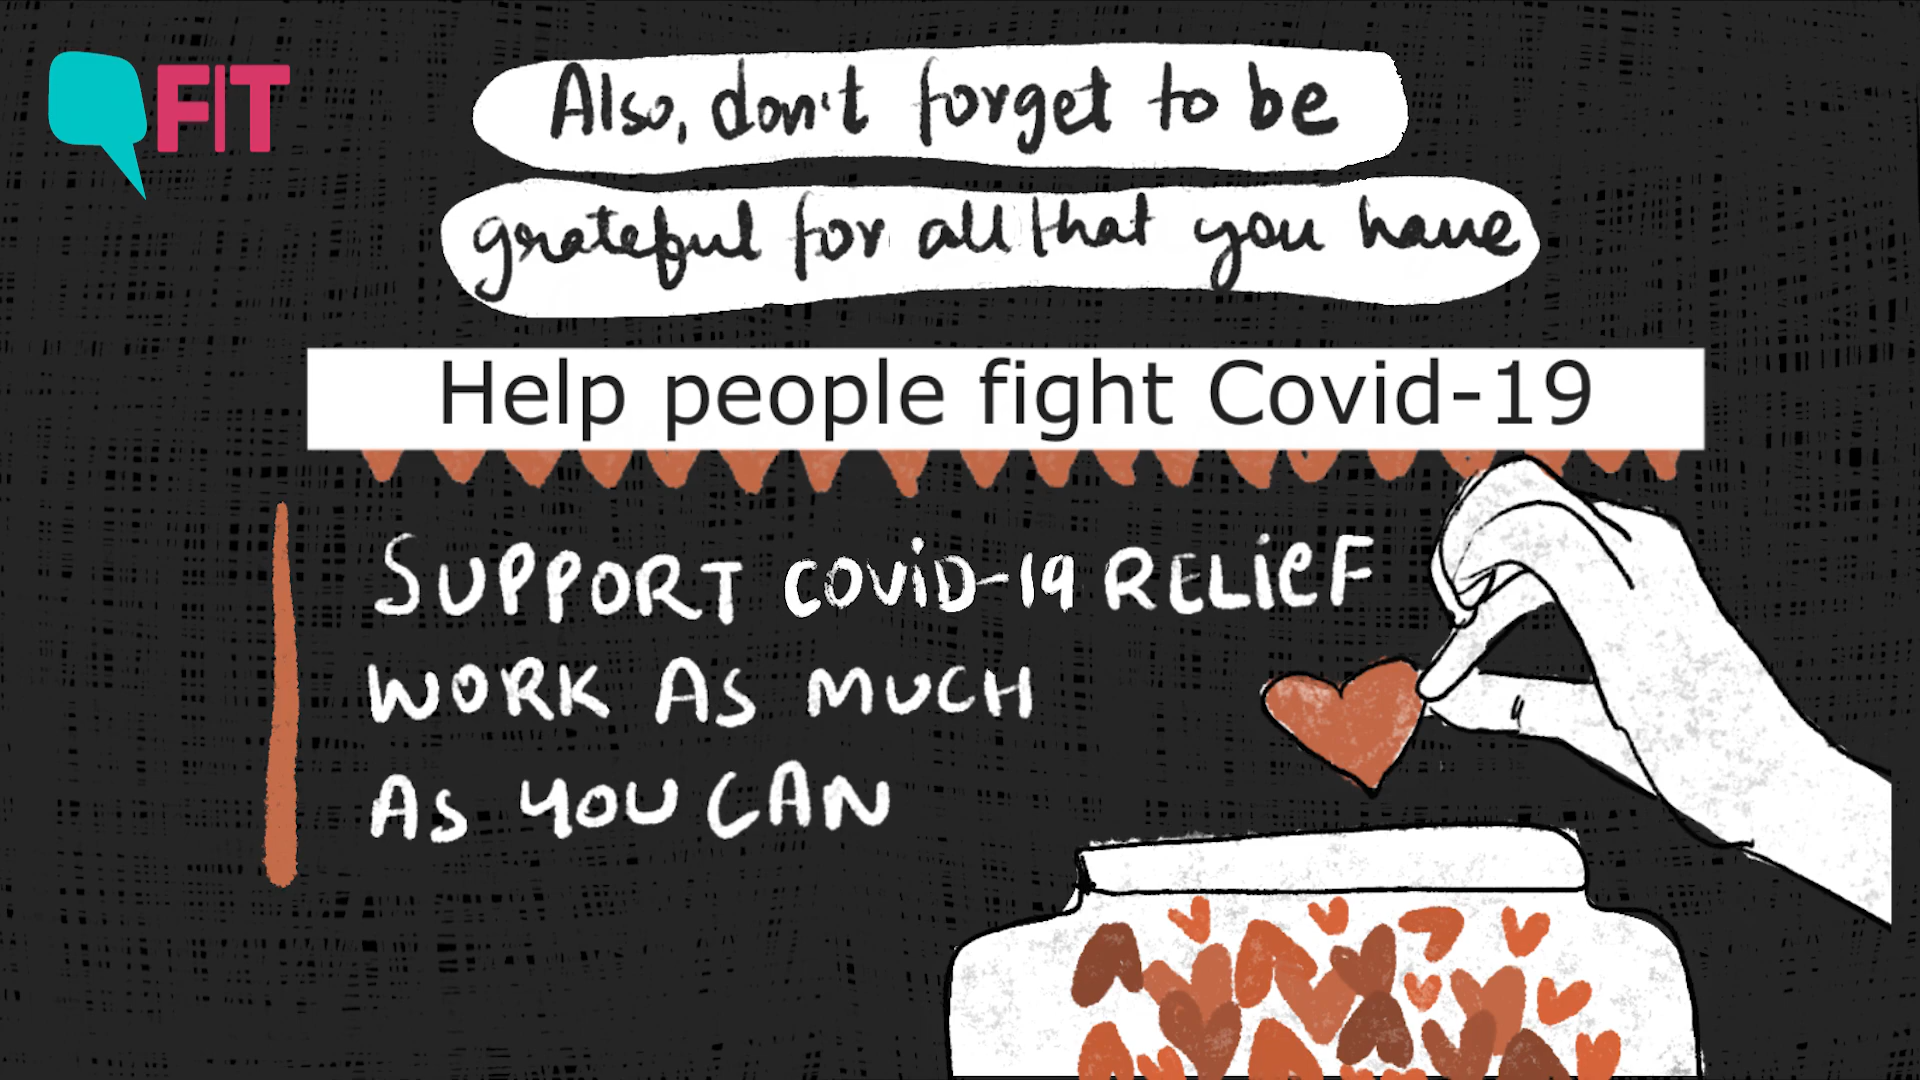 FIT
Also, don't forget to be
grateful for all that you have
Help people fight Covid-19
SUPPORT COViD-19 RELiEF
WORK AS MUCH
AS YOU CAN